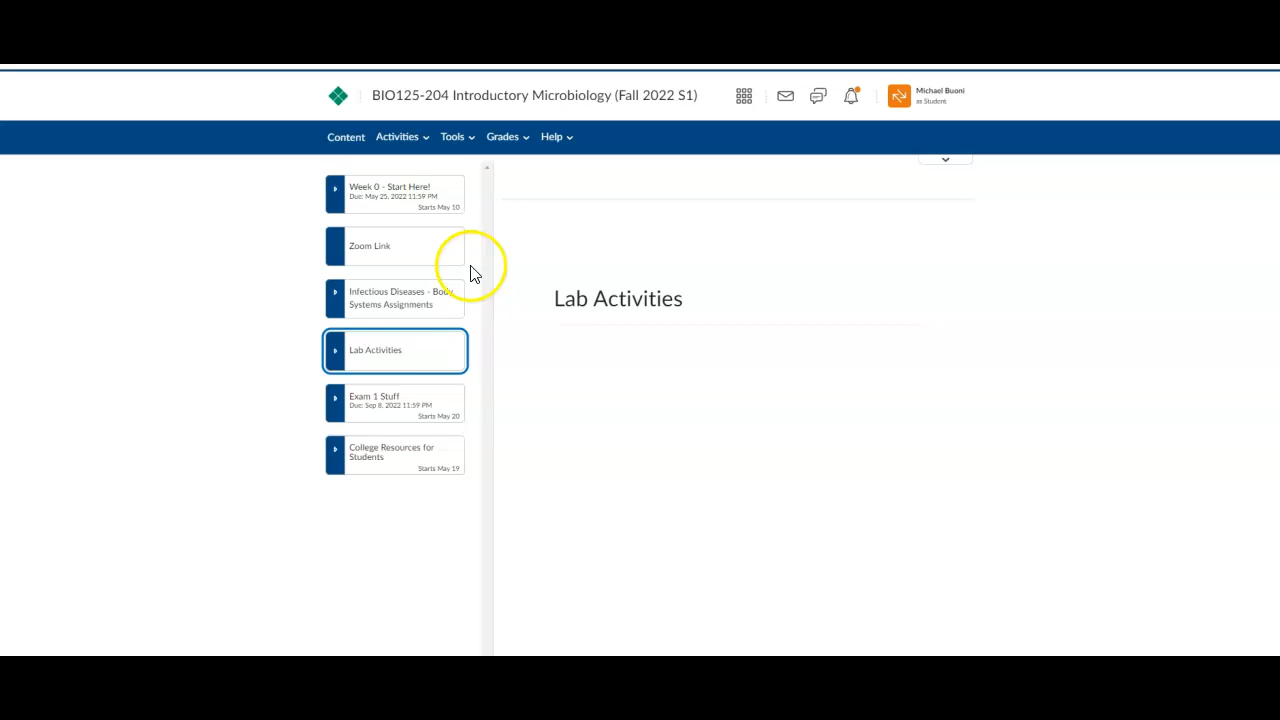 BIO125-204 Introductory Microbiology (Fall 2022 S1)
Michael Buoni
as Student
Content Activities Tools Grades Help
Week 0 - Start Here!
Due: May 25, 2022 11:59 PM
Starts May 10
Zoom Link
Infectious Diseases - Body
Systems Assignments
Lab Activities
Exam 1 Stuff
Due: Sep 8, 2022 11:59 PM
Starts May 20
College Resources for
Students
Starts May 19
Lab Activities